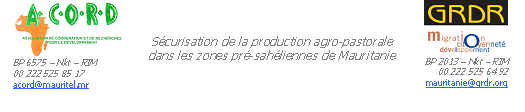 A·C·O·R·D
ASSOCIATION DE COOPERATION ET DE RECHERCHES
POUR LE DEVELOPPEMENT
BP 6575 – Nkt – RIM
00 222 525 85 17
acord@mauritel.mr
Sécurisation de la production agro-pastorale
dans les zones pré-sahéliennes de Mauritanie
GRDR
migration
citoyenneté
développement
BP 2013 – Nkt – RIM
00 222 525 64 92
mauritanie@grdr.org